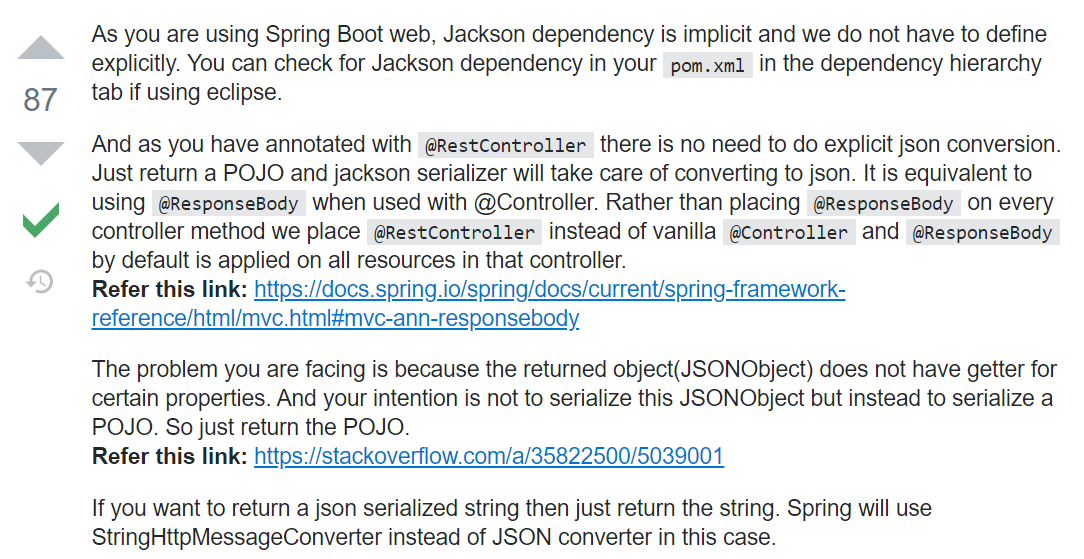 As you are using Spring Boot web, Jackson dependency is implicit and we do not have to define
explicitly. You can check for Jackson dependency in your pom.xml in the dependency hierarchy
87
tab if using eclipse.
And as you have annotated with @RestController there is no need to do explicit json conversion.
Just return a POJO and jackson serializer will take care of converting to json. It is equivalent to
using @ResponseBody when used with @Controller. Rather than placing @ResponseBody on every
controller method we place @RestController instead of vanilla @Controller and @ResponseBody
by default is applied on all resources in that controller.
Refer this link: https://docs.spring.io/spring/docs/current/spring-framework-
reference/html/mvc.html#mvc-ann-responsebody
The problem you are facing is because the returned object(JSONObject) does not have getter for
certain properties. And your intention is not to serialize this JSONObject but instead to serialize a
POJO. So just return the POJO.
Refer this link: https://stackoverflow.com/a/35822500/5039001
If you want to return a json serialized string then just return the string. Spring will use
StringHttpMessageConverter instead of JSON converter in this case.